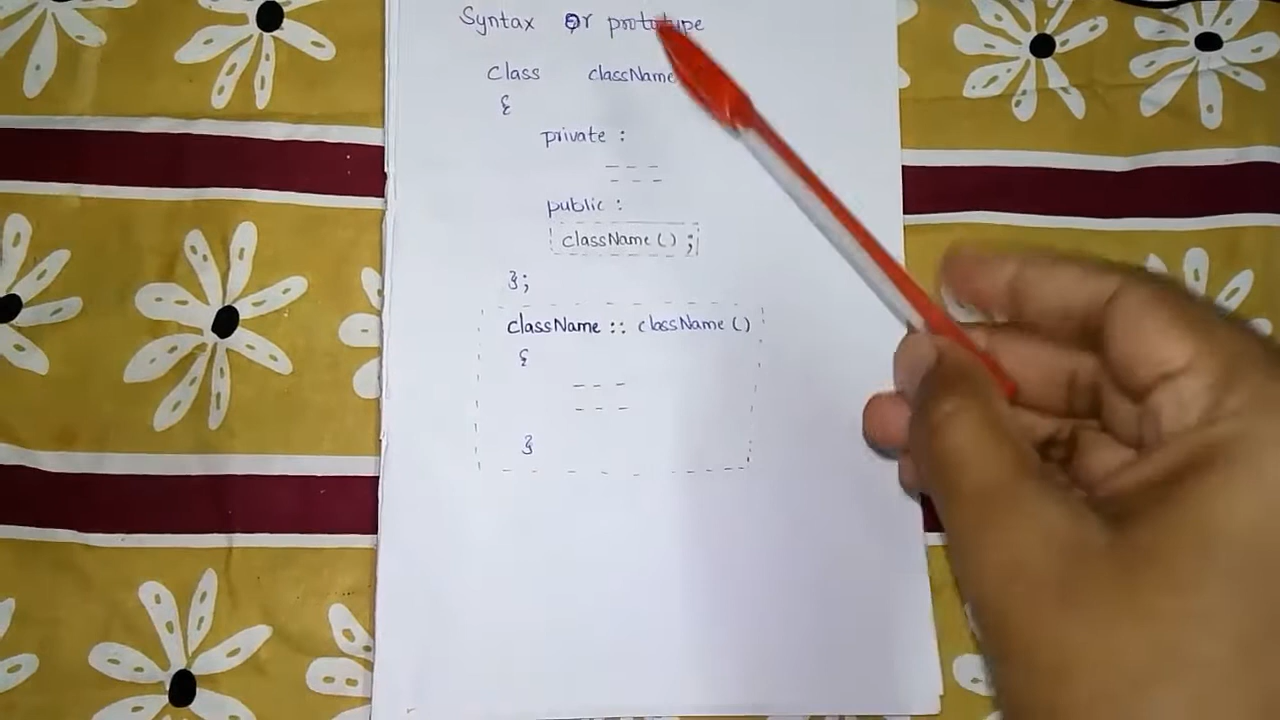 Syntax or prototype
Class className
{
private :
- - -
- - -
public :
className ( ) ;
};
className :: className ( )
{
- - -
- - -
}